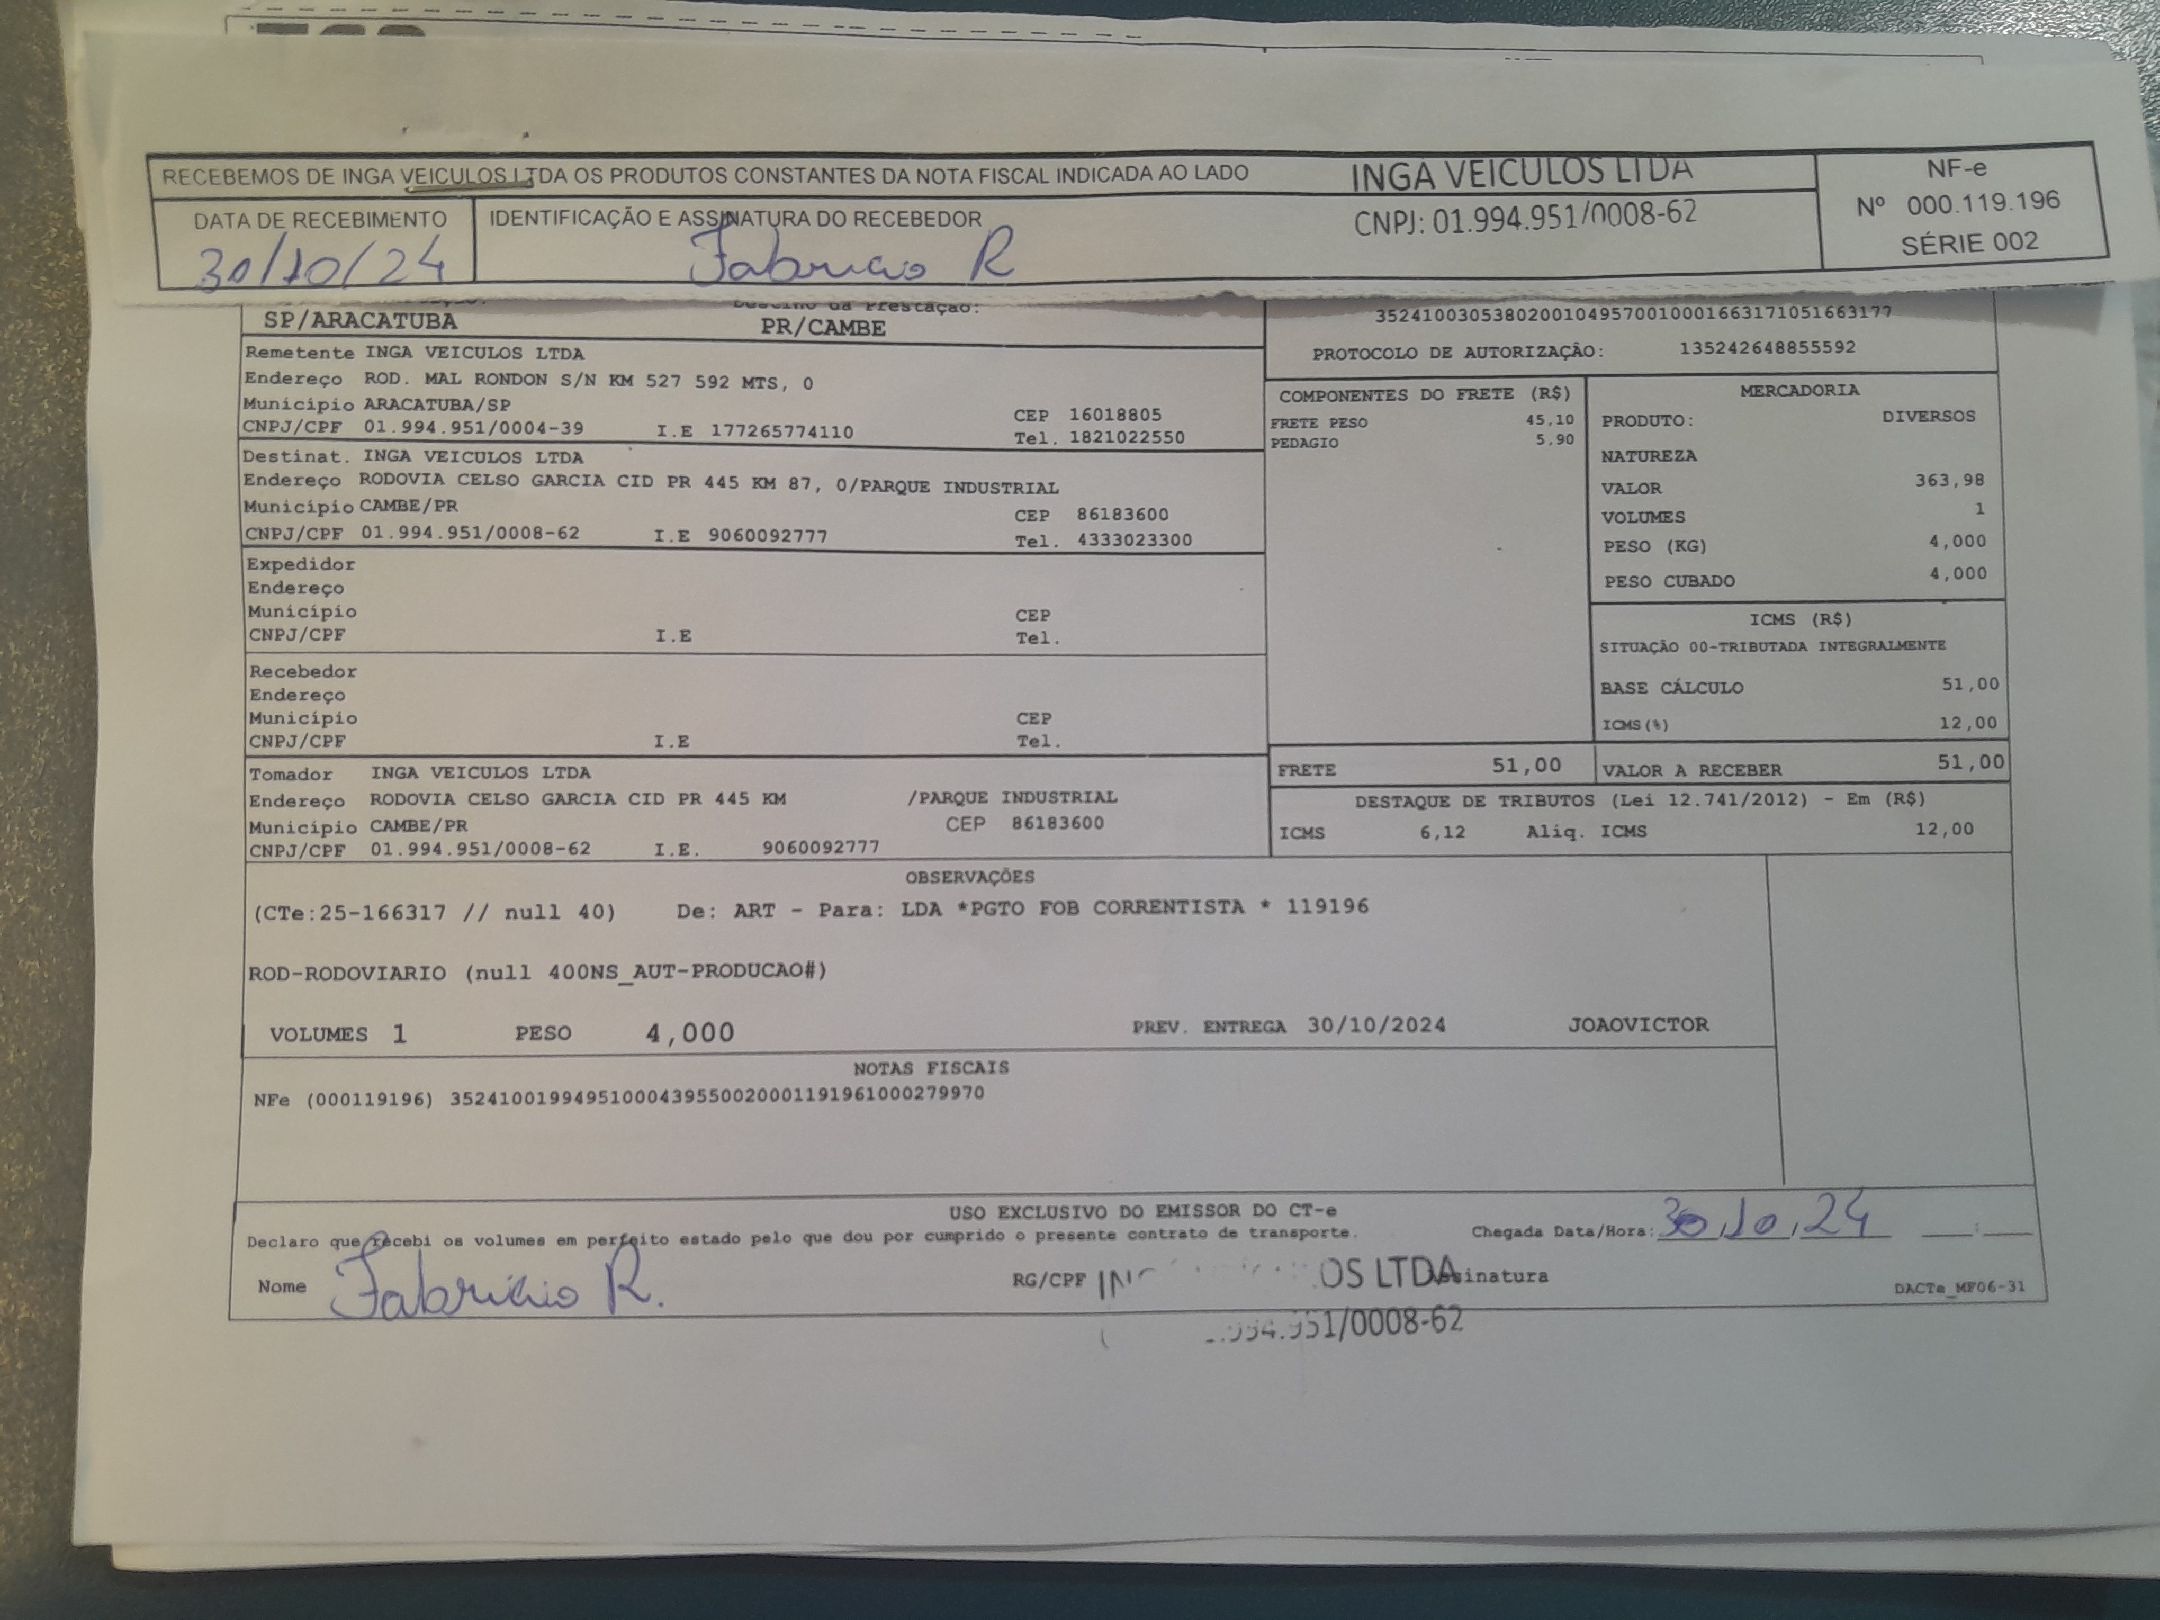 RECEBEMOS DE INGA VEICULOS LTDA OS PRODUTOS CONSTANTES DA NOTA FISCAL INDICADA AO LADO
INGA VEICULOS LTDA
CNPJ: 01.994.951/0008-62
NF-e
Nº 000.119.196
SÉRIE 002
DATA DE RECEBIMENTO
30/10/24
IDENTIFICAÇÃO E ASSINATURA DO RECEBEDOR
Fabricio R
Destino da Prestação:
SP/ARACATUBA PR/CAMBE
Remetente INGA VEICULOS LTDA
Endereço ROD. MAL RONDON S/N KM 527 592 MTS, 0
Município ARACATUBA/SP CEP 16018805
CNPJ/CPF 01.994.951/0004-39 I.E 177265774110 Tel. 1821022550
Destinat. INGA VEICULOS LTDA
Endereço RODOVIA CELSO GARCIA CID PR 445 KM 87, 0/PARQUE INDUSTRIAL
Município CAMBE/PR CEP 86183600
CNPJ/CPF 01.994.951/0008-62 I.E 9060092777 Tel. 4333023300
Expedidor
Endereço
Município CEP
CNPJ/CPF I.E Tel.
Recebedor
Endereço
Município CEP
CNPJ/CPF I.E Tel.
Tomador INGA VEICULOS LTDA
Endereço RODOVIA CELSO GARCIA CID PR 445 KM /PARQUE INDUSTRIAL
Município CAMBE/PR CEP 86183600
CNPJ/CPF 01.994.951/0008-62 I.E. 9060092777
35241003053802001049570010001663171051663177
PROTOCOLO DE AUTORIZAÇÃO: 135242648855592
COMPONENTES DO FRETE (R$)
FRETE PESO 45,10
PEDAGIO 5,90
MERCADORIA
PRODUTO: DIVERSOS
NATUREZA
VALOR 363,98
VOLUMES 1
PESO (KG) 4,000
PESO CUBADO 4,000
ICMS (R$)
SITUAÇÃO 00-TRIBUTADA INTEGRALMENTE
BASE CÁLCULO 51,00
ICMS(%) 12,00
FRETE 51,00 VALOR A RECEBER 51,00
DESTAQUE DE TRIBUTOS (Lei 12.741/2012) - Em (R$)
ICMS 6,12 Aliq. ICMS 12,00
OBSERVAÇÕES
(CTe:25-166317 // null 40) De: ART - Para: LDA *PGTO FOB CORRENTISTA * 119196
ROD-RODOVIARIO (null 400NS_AUT-PRODUCAO#)
VOLUMES 1 PESO 4,000 PREV. ENTREGA 30/10/2024 JOAOVICTOR
NOTAS FISCAIS
NFe (000119196) 35241001994951000439550020001191961000279970
USO EXCLUSIVO DO EMISSOR DO CT-e
Declaro que recebi os volumes em perfeito estado pelo que dou por cumprido o presente contrato de transporte. Chegada Data/Hora: 30,10,24
Nome Fabricio R. RG/CPF OS LTDA Assinatura DACTe_MF06-31
.994.951/0008-62